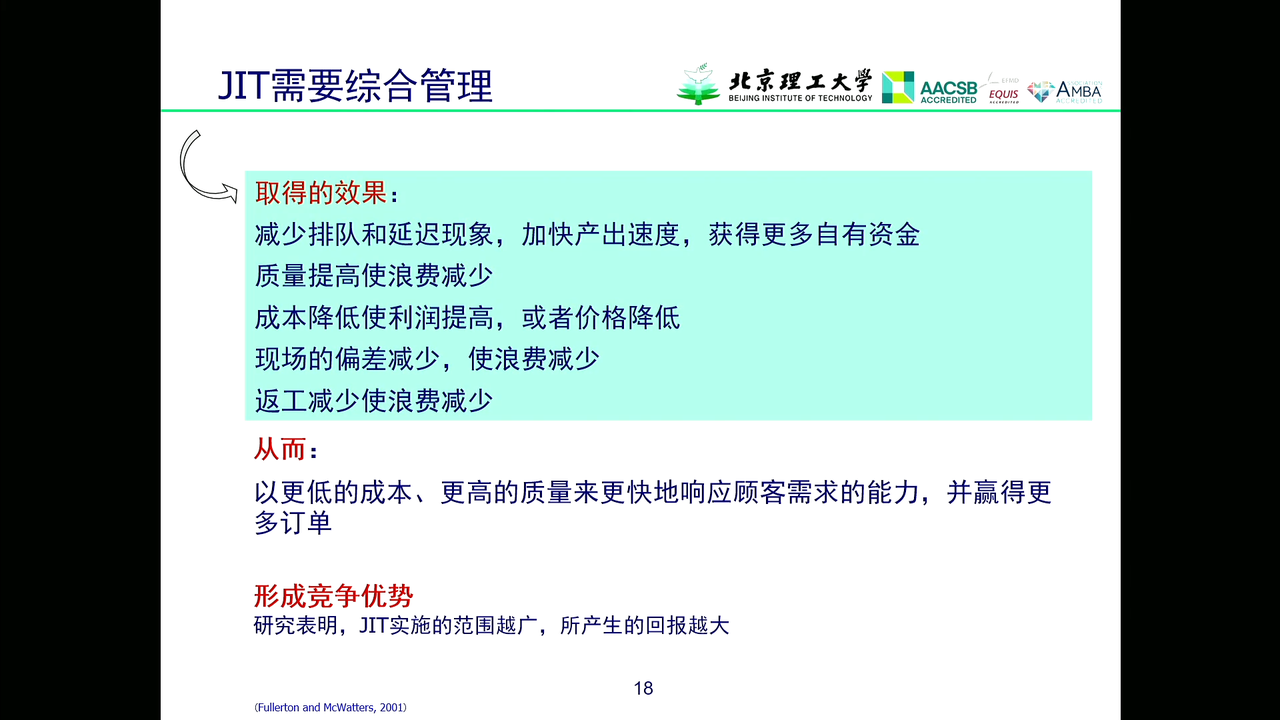 JIT需要综合管理
北京理工大学
BEIJING INSTITUTE OF TECHNOLOGY
AACSB
ACCREDITED
EFMD
EQUIS
ACCREDITED
ASSOCIATION
AMBA
ACCREDITED
取得的效果：
减少排队和延迟现象，加快产出速度，获得更多自有资金
质量提高使浪费减少
成本降低使利润提高，或者价格降低
现场的偏差减少，使浪费减少
返工减少使浪费减少
从而：
以更低的成本、更高的质量来更快地响应顾客需求的能力，并赢得更
多订单
形成竞争优势
研究表明，JIT实施的范围越广，所产生的回报越大
18
(Fullerton and McWatters, 2001)